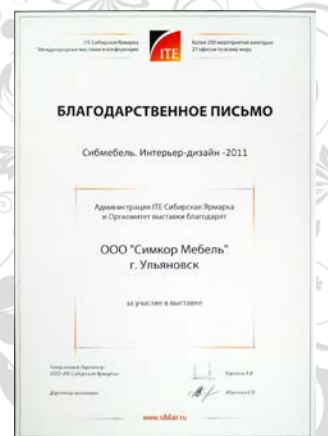 ITE Сибирская Ярмарка
Международные выставки и конференции
ITE
Более 200 мероприятий ежегодно
21 офис по всему миру
БЛАГОДАРСТВЕННОЕ ПИСЬМО
Сибмебель. Интерьер-дизайн -2011
Администрация ITE Сибирская Ярмарка
и Оргкомитет выставки благодарят
ООО "Симкор Мебель"
г. Ульяновск
за участие в выставке
Генеральный директор
ООО «ITE Сибирская Ярмарка»
Директор выставки
www.sibfair.ru